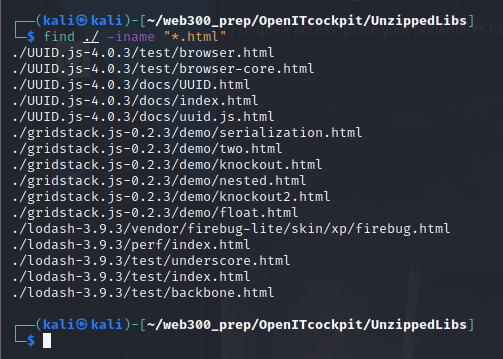 ┌──(kali㉿kali)-[~/web300_prep/OpenITcockpit/UnzippedLibs]
└─$ find ./ -iname "*.html"
./UUID.js-4.0.3/test/browser.html
./UUID.js-4.0.3/test/browser-core.html
./UUID.js-4.0.3/docs/UUID.html
./UUID.js-4.0.3/docs/index.html
./UUID.js-4.0.3/docs/uuid.js.html
./gridstack.js-0.2.3/demo/serialization.html
./gridstack.js-0.2.3/demo/two.html
./gridstack.js-0.2.3/demo/knockout.html
./gridstack.js-0.2.3/demo/nested.html
./gridstack.js-0.2.3/demo/knockout2.html
./gridstack.js-0.2.3/demo/float.html
./lodash-3.9.3/vendor/firebug-lite/skin/xp/firebug.html
./lodash-3.9.3/perf/index.html
./lodash-3.9.3/test/underscore.html
./lodash-3.9.3/test/index.html
./lodash-3.9.3/test/backbone.html
┌──(kali㉿kali)-[~/web300_prep/OpenITcockpit/UnzippedLibs]
└─$